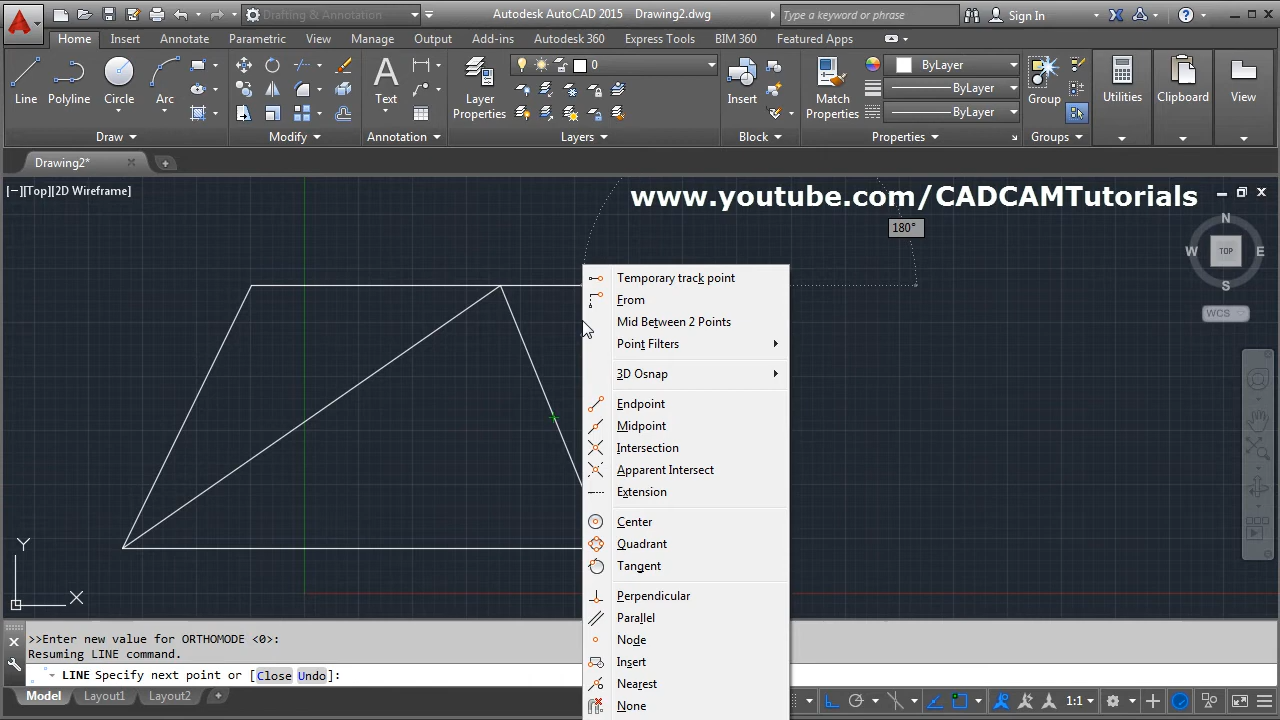 Drafting & Annotation
Autodesk AutoCAD 2015 Drawing2.dwg
Type a keyword or phrase
Sign In
Home Insert Annotate Parametric View Manage Output Add-ins Autodesk 360 Express Tools BIM 360 Featured Apps
Line Polyline Circle Arc
Text
Layer
Properties
0
Insert
Match
Properties
ByLayer
ByLayer
ByLayer
Group
Utilities
Clipboard
View
Draw Modify Annotation Layers Block Properties Groups
Drawing2*
[−][Top][2D Wireframe]
www.youtube.com/CADCAMTutorials
180°
N
W TOP E
S
WCS
Temporary track point
From
Mid Between 2 Points
Point Filters
3D Osnap
Endpoint
Midpoint
Intersection
Apparent Intersect
Extension
Center
Quadrant
Tangent
Perpendicular
Parallel
Node
Insert
Nearest
None
Y
X
>>Enter new value for ORTHOMODE <0>:
Resuming LINE command.
LINE Specify next point or [Close Undo]:
Model Layout1 Layout2 +
1:1